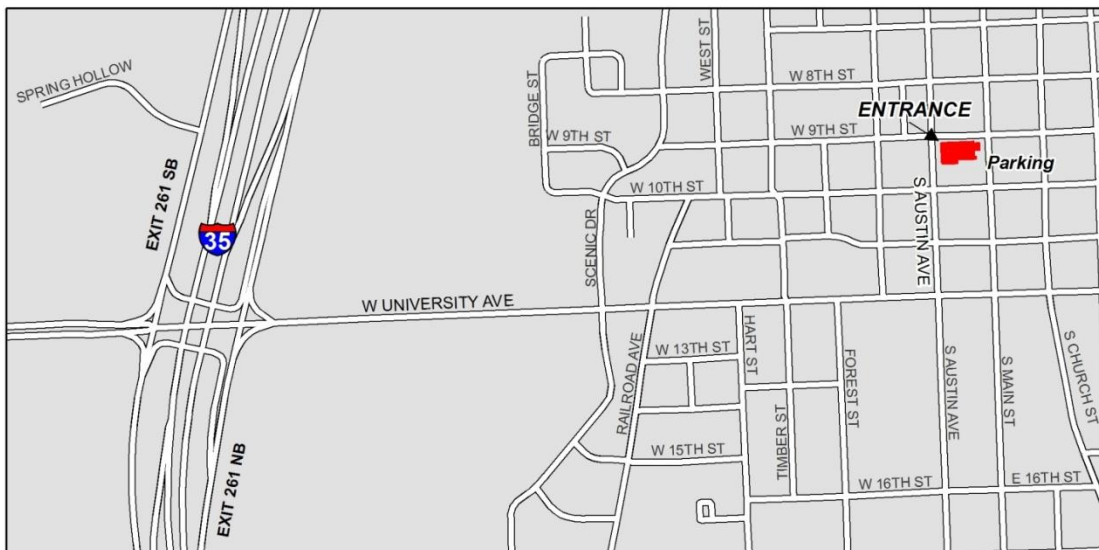 SPRING HOLLOW
EXIT 261 SB
35
EXIT 261 NB
W UNIVERSITY AVE
BRIDGE ST
W 9TH ST
W 10TH ST
SCENIC DR
RAILROAD AVE
WEST ST
W 8TH ST
ENTRANCE
W 9TH ST
Parking
S AUSTIN AVE
W 13TH ST
HART ST
W 15TH ST
TIMBER ST
FOREST ST
S AUSTIN AVE
S MAIN ST
S CHURCH ST
W 16TH ST
E 16TH ST